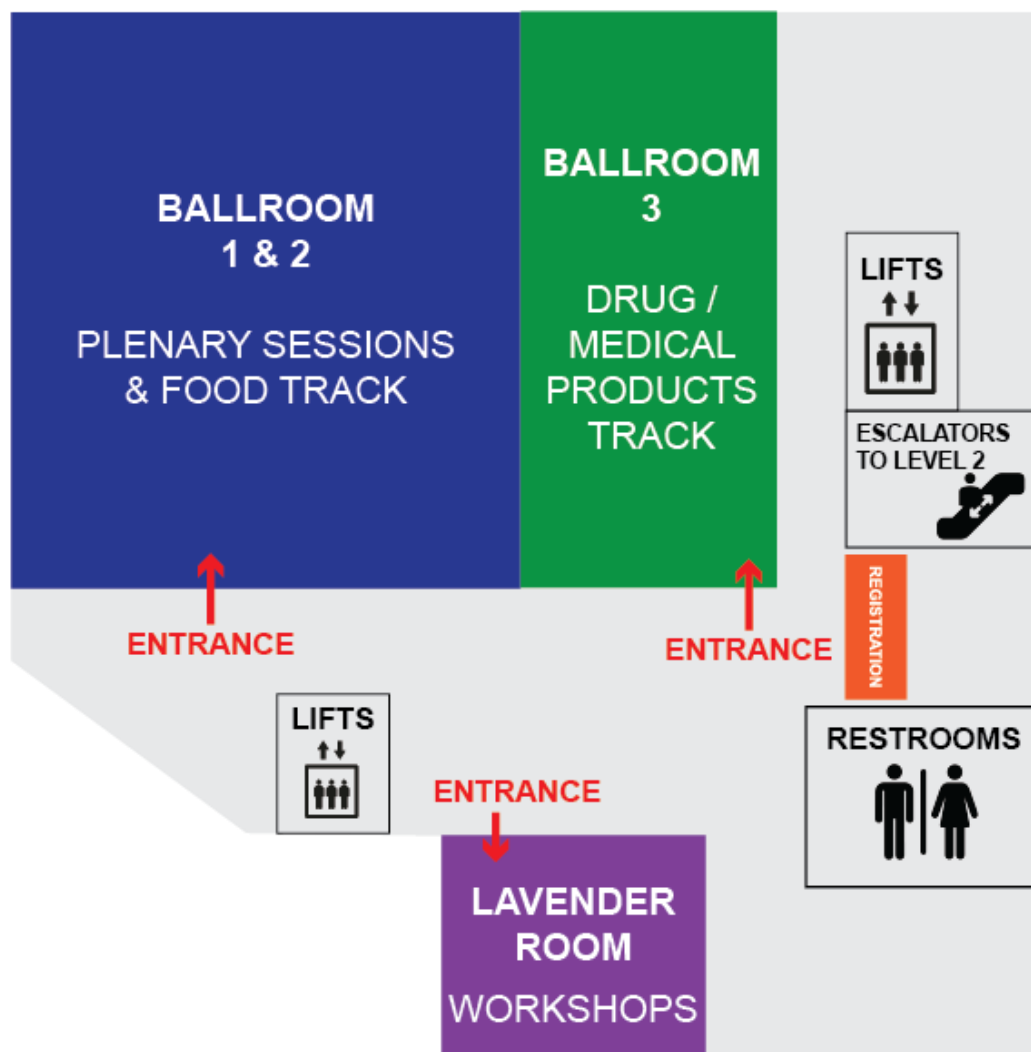 BALLROOM
1 & 2
PLENARY SESSIONS
& FOOD TRACK
BALLROOM
3
DRUG /
MEDICAL
PRODUCTS
TRACK
LIFTS
ESCALATORS
TO LEVEL 2
REGISTRATION
ENTRANCE
ENTRANCE
LIFTS
RESTROOMS
ENTRANCE
LAVENDER
ROOM
WORKSHOPS